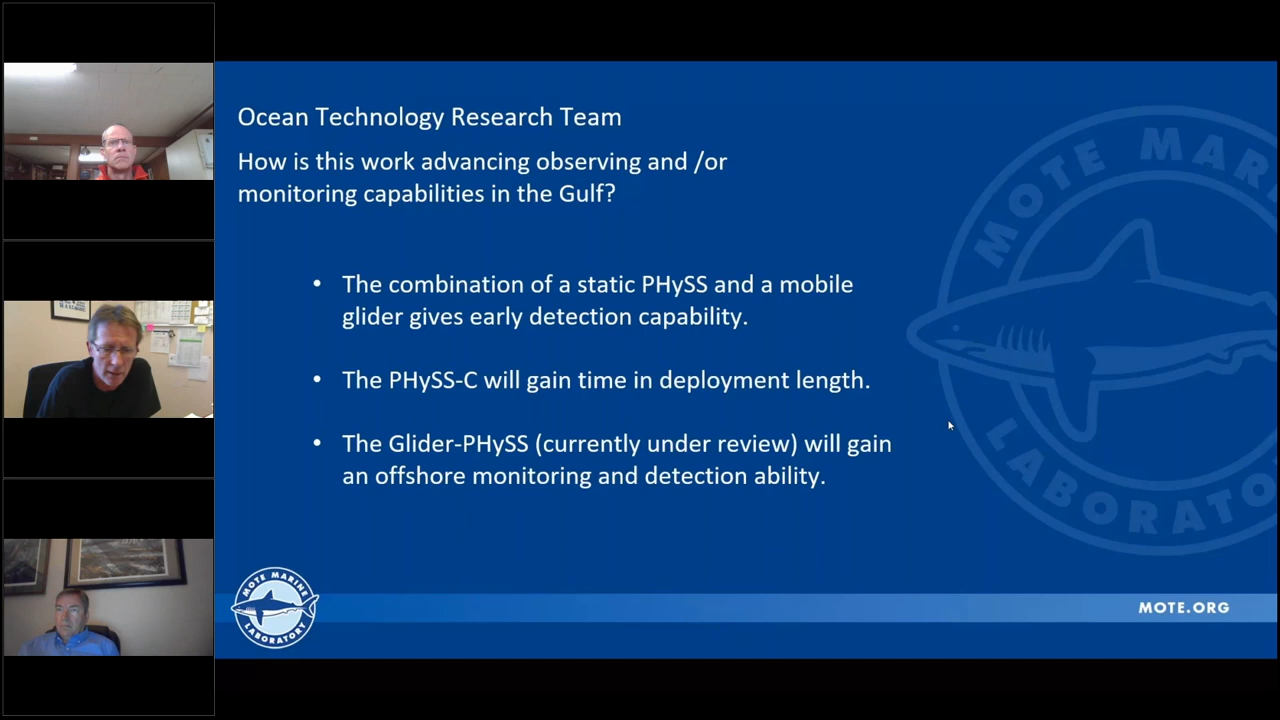 Ocean Technology Research Team
How is this work advancing observing and /or
monitoring capabilities in the Gulf?
• The combination of a static PHySS and a mobile
glider gives early detection capability.
• The PHySS-C will gain time in deployment length.
• The Glider-PHySS (currently under review) will gain
an offshore monitoring and detection ability.
MOTE MARI
LABORATO
MOTE MARINE
LABORATORY
MOTE.ORG